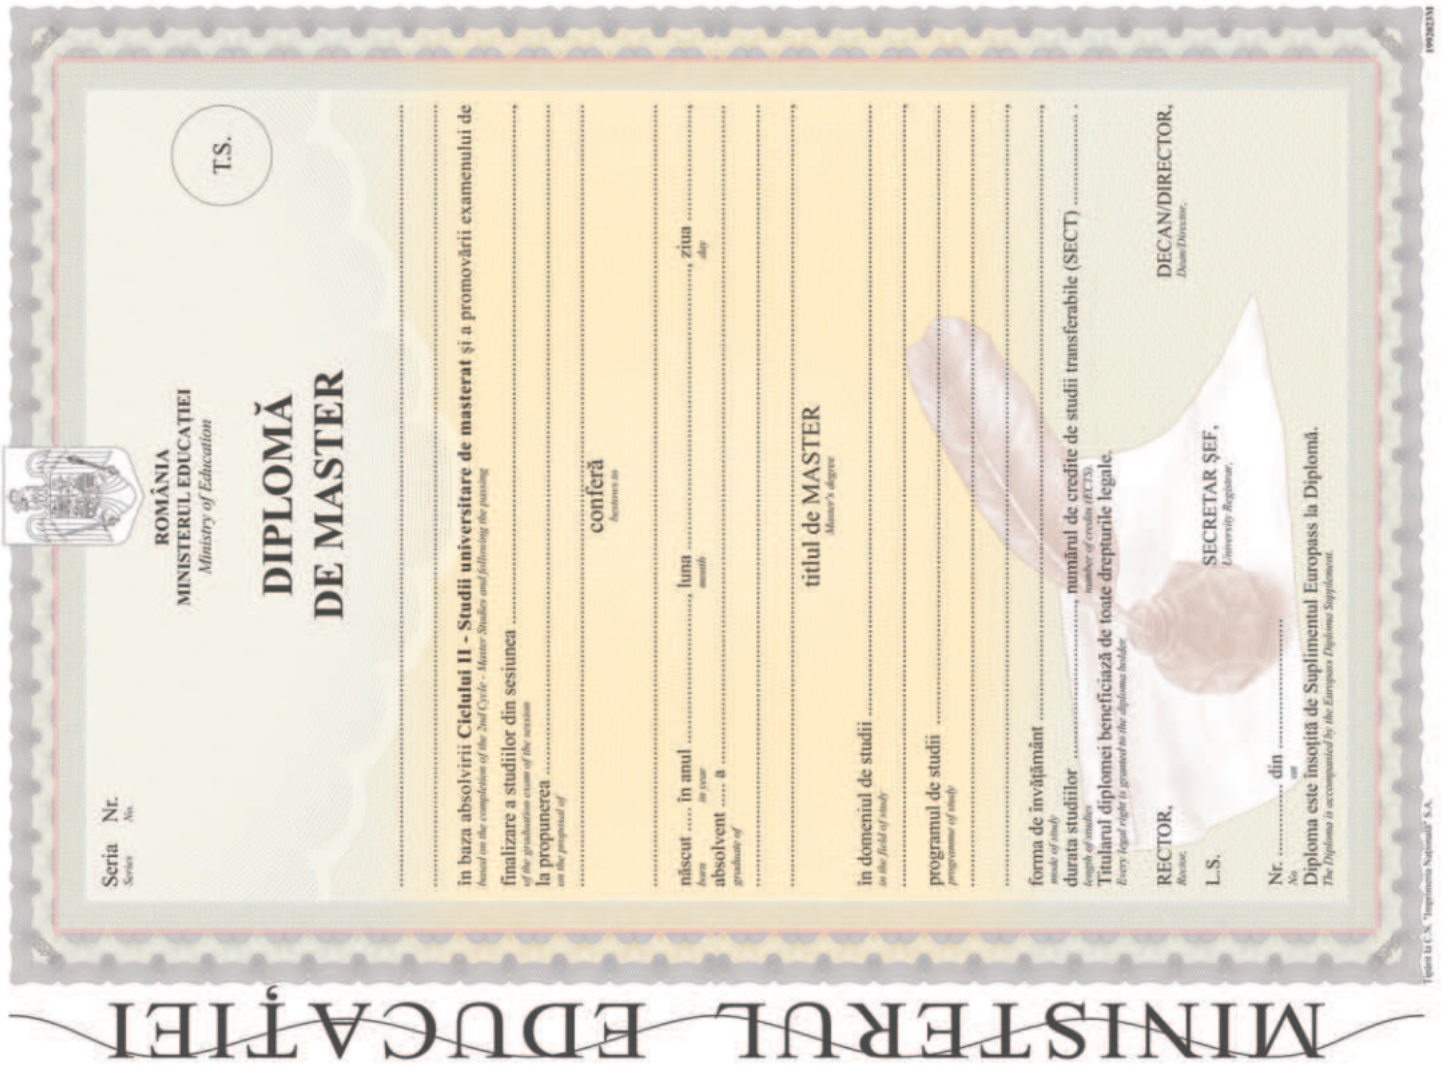 ROMÂNIA
MINISTERUL EDUCAȚIEI
Ministry of Education
Seria Nr.
Series No.
T.S.
DIPLOMĂ
DE MASTER
în baza absolvirii Ciclului II - Studii universitare de masterat și a promovării examenului de
based on the completion of the 2nd Cycle - Master Studies and following the passing
finalizare a studiilor din sesiunea ,
of the graduation exam of the session
la propunerea
on the proposal of
conferă
bestows to
născut ..... în anul , luna , ziua ,
born in year month day
absolvent ...... a
graduate of
,
titlul de MASTER
Master's degree
în domeniul de studii
in the field of study
,
programul de studii
programme of study
,
forma de învățământ ,
mode of study
durata studiilor , numărul de credite de studii transferabile (SECT) .
length of studies number of credits (ECTS)
Titularul diplomei beneficiază de toate drepturile legale.
Every legal right is granted to the diploma holder
RECTOR, DECAN/DIRECTOR,
Rector, Dean/Director,
L.S. SECRETAR ȘEF,
University Registrar,
Nr. ........... din
No on
Diploma este însoțită de Suplimentul Europass la Diplomă.
The Diploma is accompanied by the Europass Diploma Supplement.
Tipărit la C.N. "Imprimeria Națională" S.A.
MINISTERUL EDUCAȚIEI